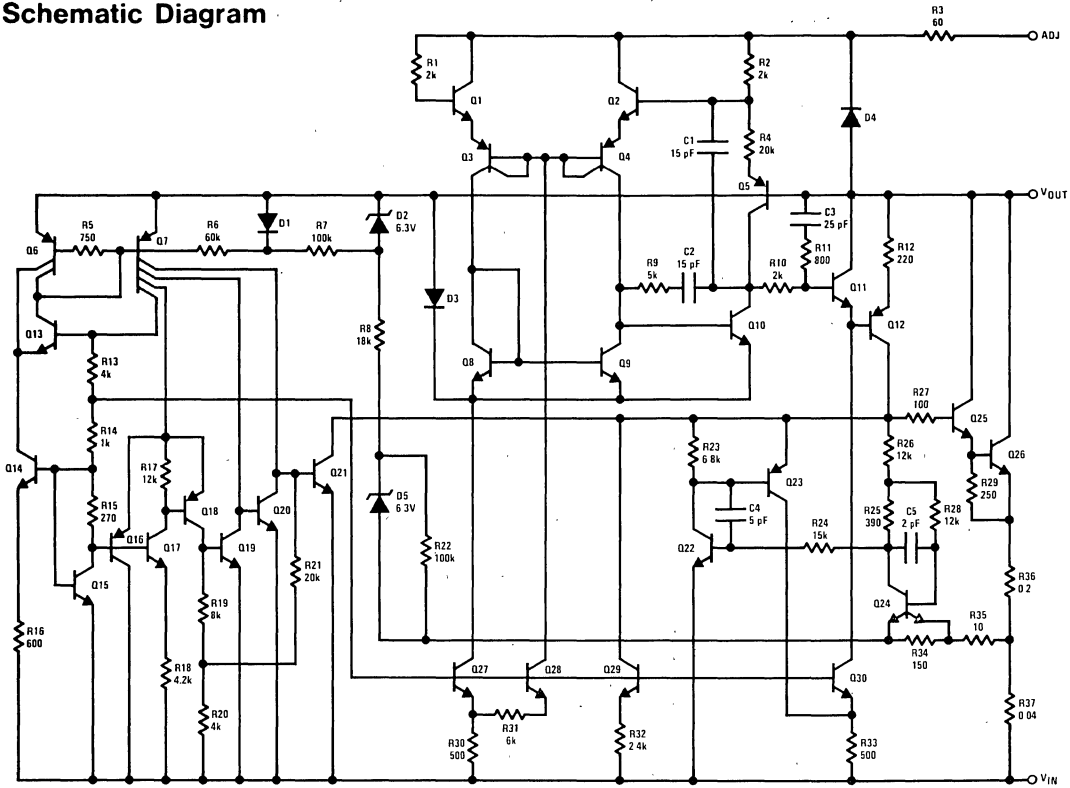 Schematic Diagram
R3
60
ADJ
R1
2k
R2
2k
Q1
Q2
D4
C1
15 pF
R4
20k
Q3
Q4
Q5
VOUT
R5
750
R6
60k
D1
R7
100k
D2
6.3V
C3
25 pF
R12
220
Q6
Q7
R11
800
R9
5k
C2
15 pF
R10
2k
Q11
D3
Q13
R8
18k
Q10
Q12
Q8
Q9
R13
4k
R27
100
Q25
R14
1k
R23
6 8k
R26
12k
Q26
Q14
R17
12k
Q21
Q23
R29
250
R15
270
Q18
Q20
D5
6 3V
C4
5 pF
R25
390
C5
2 pF
R28
12k
R24
15k
Q16
Q17
Q19
R22
100k
Q22
R21
20k
Q15
R36
0 2
R19
8k
Q24
R35
10
R16
600
R34
150
R18
4.2k
Q27
Q28
Q29
Q30
R20
4k
R31
6k
R37
0 04
R30
500
R32
2 4k
R33
500
VIN